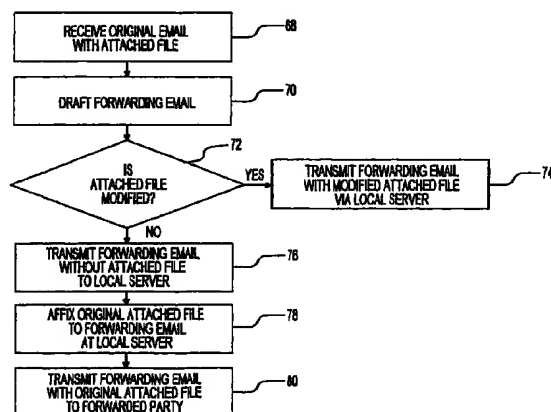 RECEIVE ORIGINAL EMAIL
WITH ATTACHED FILE
68
DRAFT FORWARDING EMAIL
70
72
IS
ATTACHED FILE
MODIFIED?
YES
TRANSMIT FORWARDING EMAIL
WITH MODIFIED ATTACHED FILE
VIA LOCAL SERVER
74
NO
TRANSMIT FORWARDING EMAIL
WITHOUT ATTACHED FILE
TO LOCAL SERVER
76
AFFIX ORIGINAL ATTACHED FILE
TO FORWARDING EMAIL
AT LOCAL SERVER
78
TRANSMIT FORWARDING EMAIL
WITH ORIGINAL ATTACHED FILE
TO FORWARDED PARTY
80